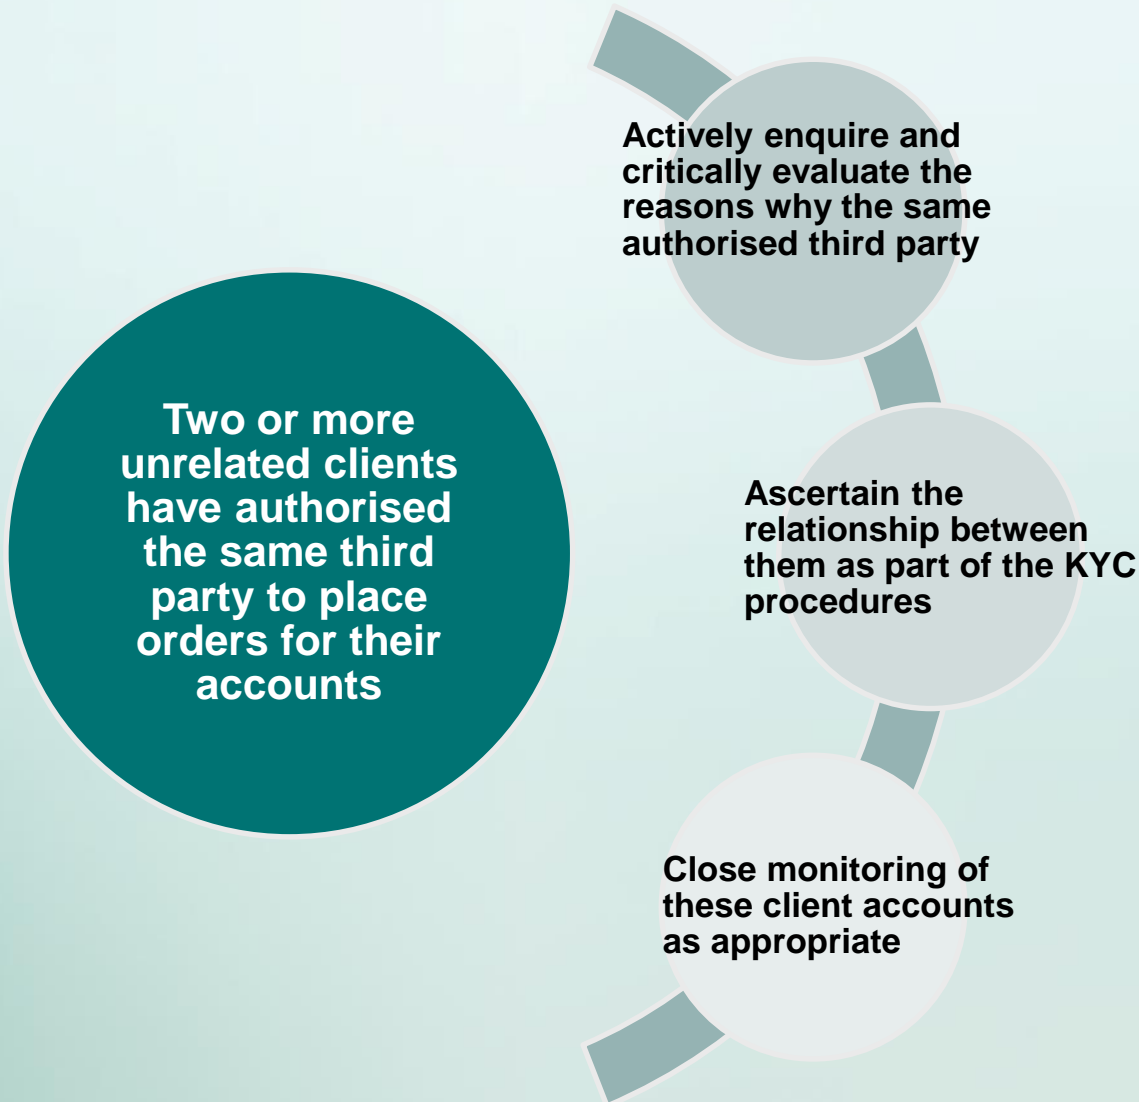 Two or more
unrelated clients
have authorised
the same third
party to place
orders for their
accounts
Actively enquire and
critically evaluate the
reasons why the same
authorised third party
Ascertain the
relationship between
them as part of the KYC
procedures
Close monitoring of
these client accounts
as appropriate